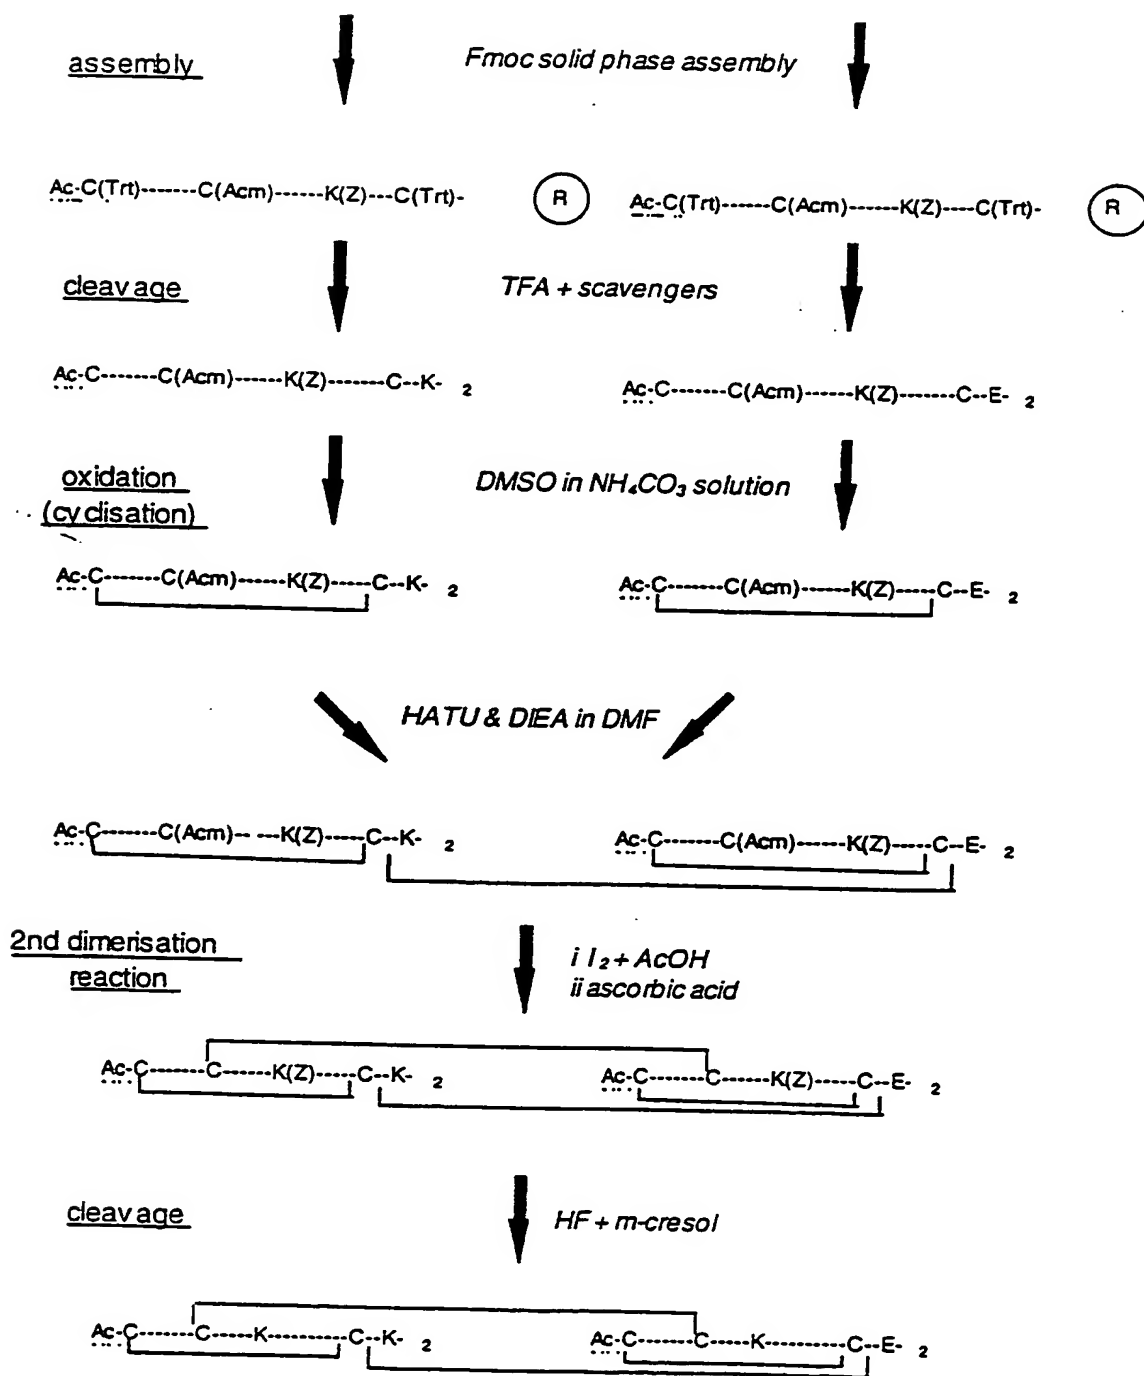 assembly Fmoc solid phase assembly
Ac-C(Trt)-------C(Acm)------K(Z)---C(Trt)- R Ac-C(Trt)------C(Acm)------K(Z)----C(Trt)- R
cleavage TFA + scavengers
Ac-C-------C(Acm)------K(Z)-------C--K- 2 Ac-C-------C(Acm)------K(Z)-------C--E- 2
oxidation DMSO in NH₄CO₃ solution
(cyclisation)
Ac-C-------C(Acm)------K(Z)-----C--K- 2 Ac-C-------C(Acm)------K(Z)-----C--E- 2
HATU & DIEA in DMF
Ac-C-------C(Acm)-- ---K(Z)-----C--K- 2 Ac-C-------C(Acm)------K(Z)-----C--E- 2
2nd dimerisation i I₂ + AcOH
reaction ii ascorbic acid
Ac-C-------C------K(Z)-----C--K- 2 Ac-C-------C------K(Z)-----C--E- 2
cleavage HF + m-cresol
Ac-C-------C----K---------C--K- 2 Ac-C-------C----K---------C--E- 2